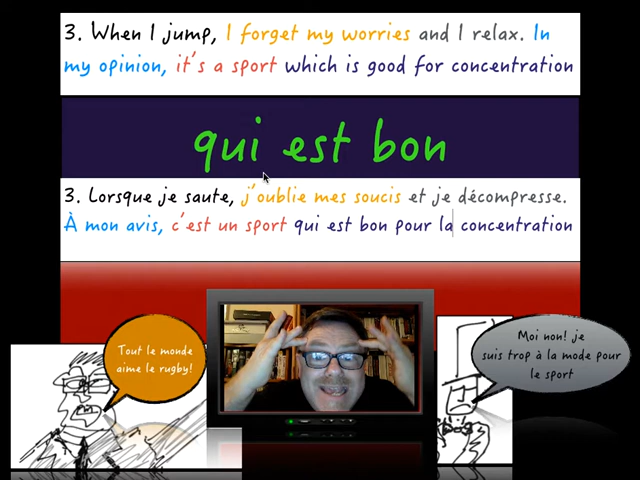 3. When I jump, I forget my worries and I relax. In
my opinion, it's a sport which is good for concentration
qui est bon
3. Lorsque je saute, j'oublie mes soucis et je décompresse.
À mon avis, c'est un sport qui est bon pour la concentration
Tout le monde
aime le rugby!
Moi non! je
suis trop à la mode pour
le sport